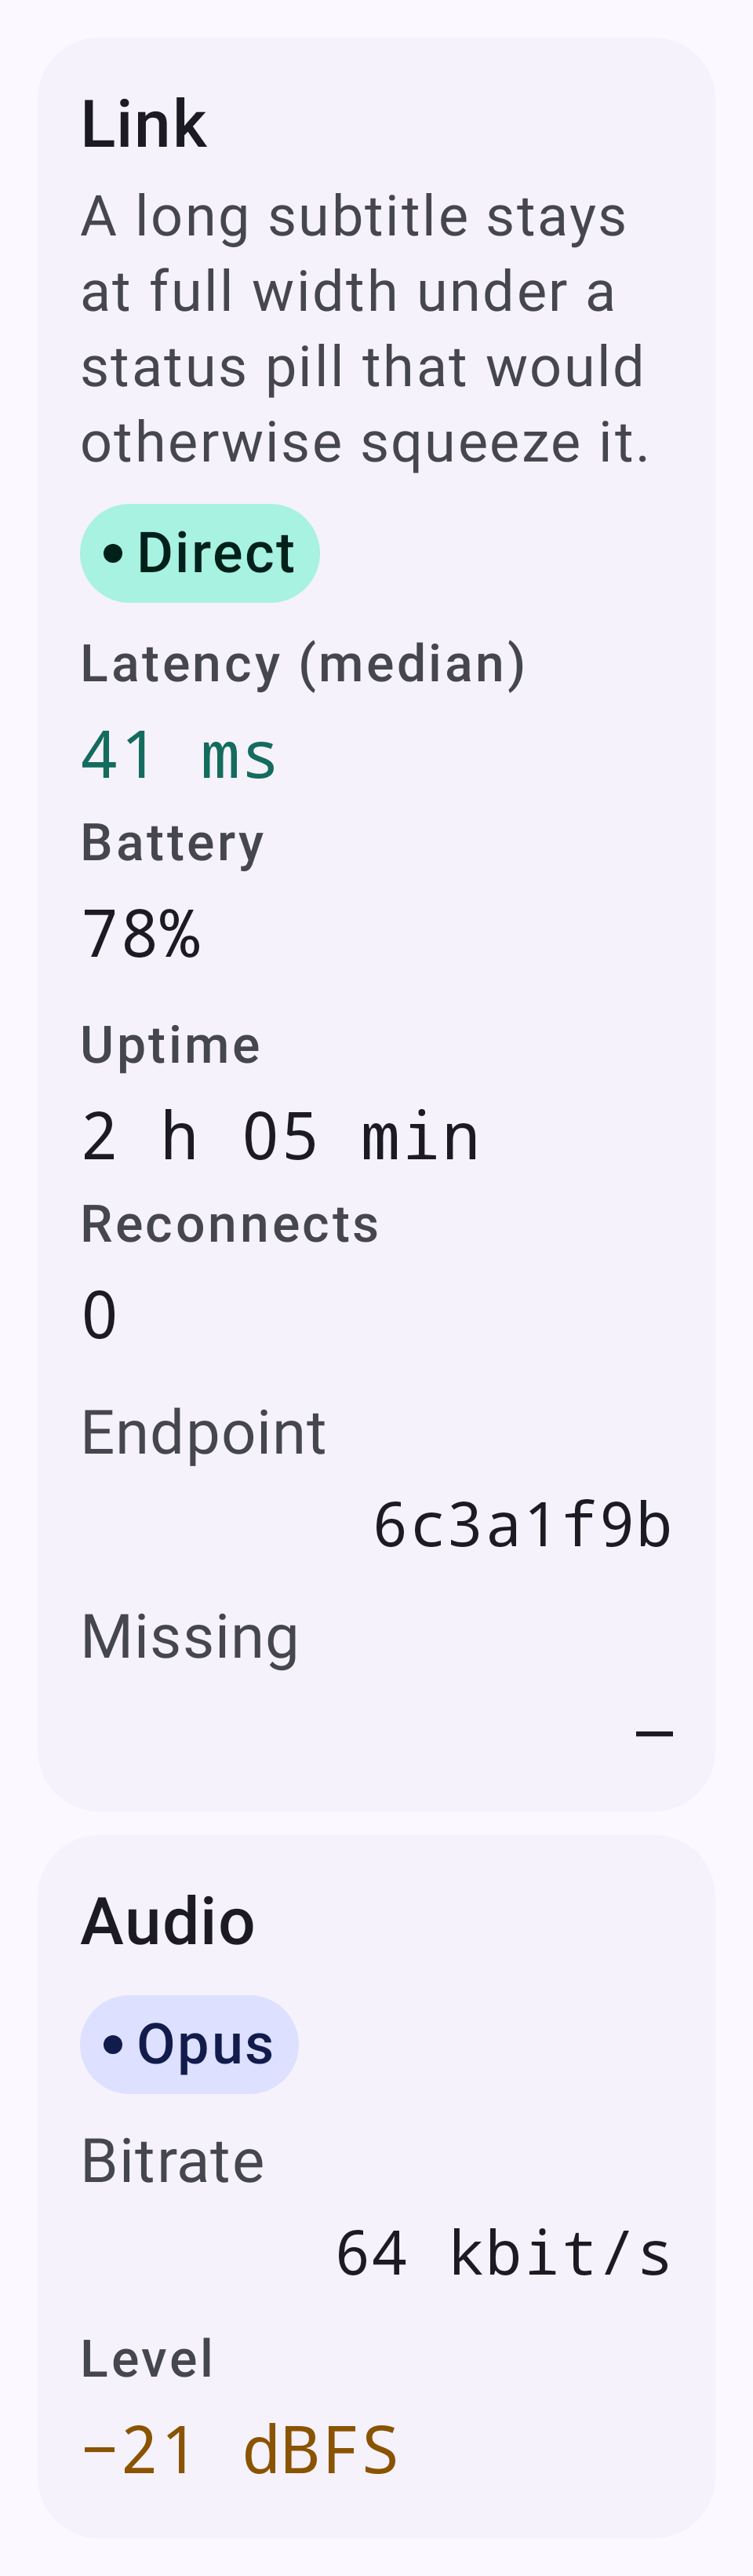 Link
A long subtitle stays
at full width under a
status pill that would
otherwise squeeze it.
• Direct
Latency (median)
41 ms
Battery
78%
Uptime
2 h 05 min
Reconnects
0
Endpoint
6c3a1f9b
Missing
—
Audio
• Opus
Bitrate
64 kbit/s
Level
−21 dBFS